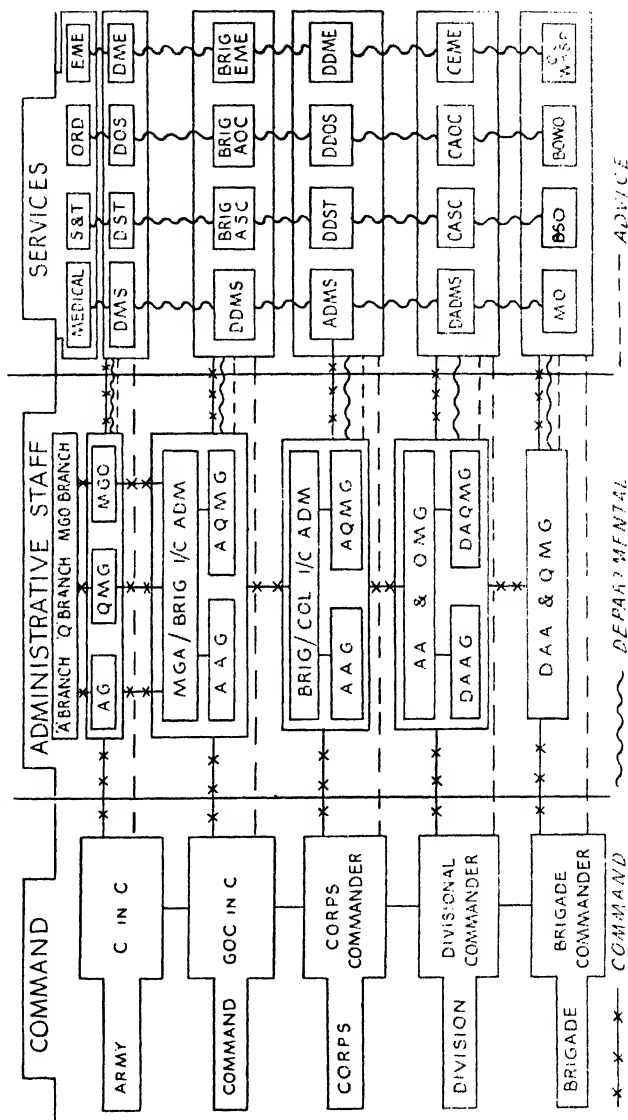 COMMAND
ADMINISTRATIVE STAFF
SERVICES
'A' BRANCH 'Q' BRANCH MGO BRANCH
MEDICAL S & T ORD EME
ARMY
C IN C
AG QMG MGO
DMS DST DOS DME
COMMAND
GOC IN C
MGA / BRIG I/C ADM
AAG AQMG
DDMS
BRIG
ASC
BRIG
AOC
BRIG
EME
CORPS
CORPS
COMMANDER
BRIG/COL I/C ADM
AAG AQMG
ADMS DDST DDOS DDME
DIVISION
DIVISIONAL
COMMANDER
AA & QMG
DAAG DAQMG
DADMS CASC CAOC CEME
BRIGADE
BRIGADE
COMMANDER
DAA & QMG
MO BSO BOWO
COMMAND
DEPARTMENTAL
ADVICE